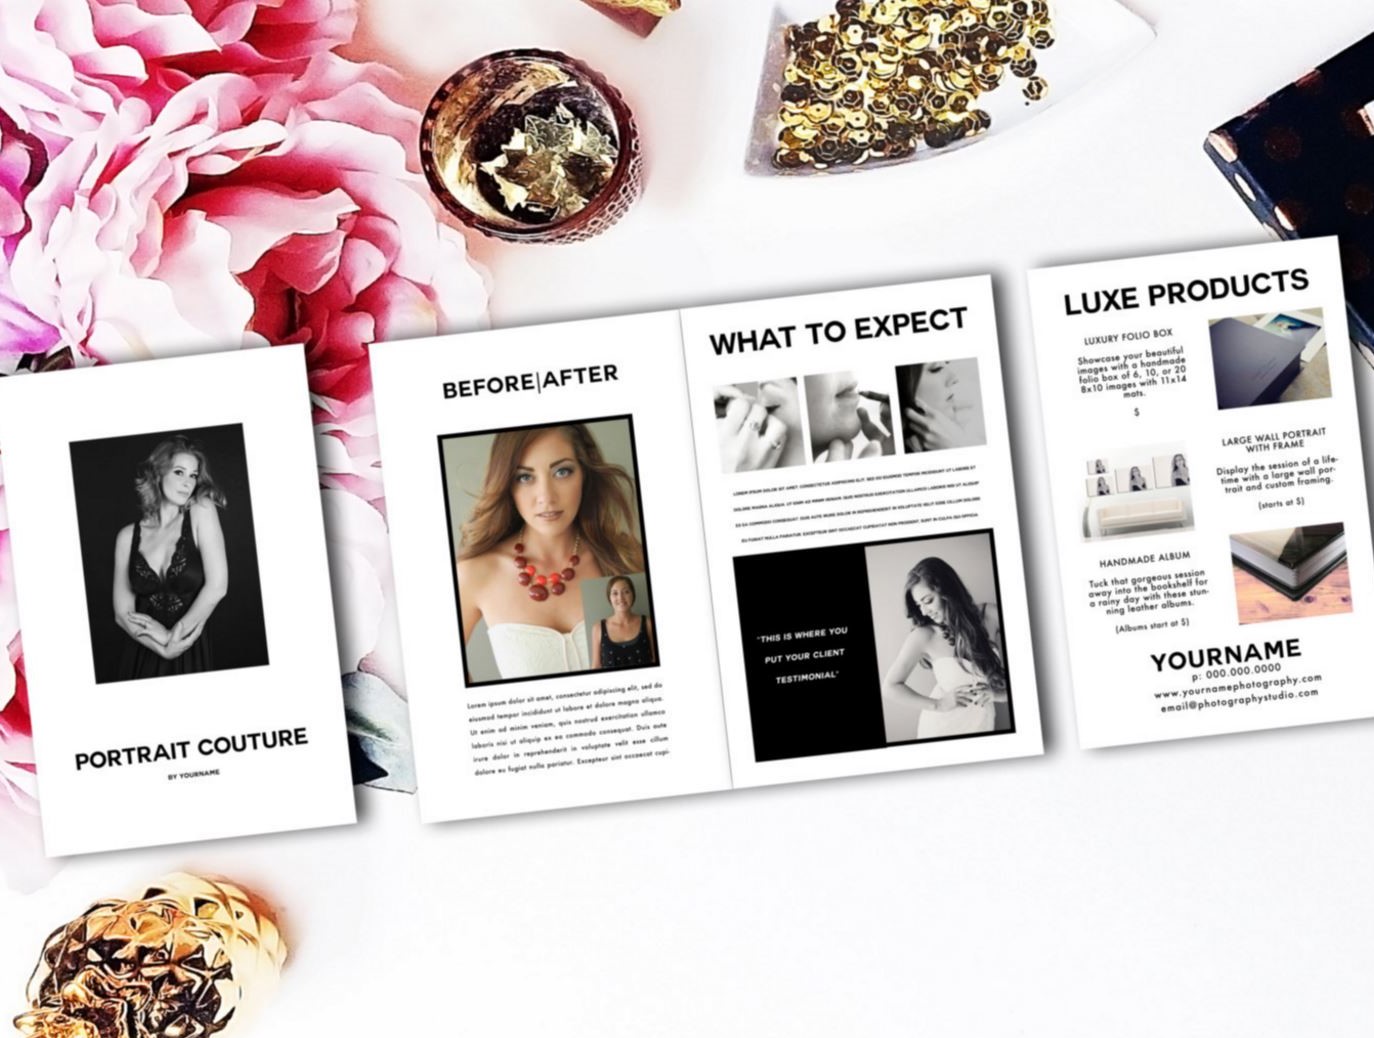 PORTRAIT COUTURE
BY YOURNAME
BEFORE|AFTER
Lorem ipsum dolor sit amet, consectetur adipiscing elit, sed do
eiusmod tempor incididunt ut labore et dolore magna aliqua.
Ut enim ad minim veniam, quis nostrud exercitation ullamco
laboris nisi ut aliquip ex ea commodo consequat. Duis aute
irure dolor in reprehenderit in voluptate velit esse cillum
dolore eu fugiat nulla pariatur. Excepteur sint occaecat cupi-
WHAT TO EXPECT
LOREM IPSUM DOLOR SIT AMET, CONSECTETUR ADIPISCING ELIT, SED DO EIUSMOD TEMPOR INCIDIDUNT UT LABORE ET
DOLORE MAGNA ALIQUA. UT ENIM AD MINIM VENIAM, QUIS NOSTRUD EXERCITATION ULLAMCO LABORIS NISI UT ALIQUIP
EX EA COMMODO CONSEQUAT. DUIS AUTE IRURE DOLOR IN REPREHENDERIT IN VOLUPTATE VELIT ESSE CILLUM DOLORE
EU FUGIAT NULLA PARIATUR. EXCEPTEUR SINT OCCAECAT CUPIDATAT NON PROIDENT, SUNT IN CULPA QUI OFFICIA
"THIS IS WHERE YOU
PUT YOUR CLIENT
TESTIMONIAL"
LUXE PRODUCTS
LUXURY FOLIO BOX
Showcase your beautiful
images with a handmade
folio box of 6, 10, or 20
8x10 images with 11x14
mats.
$
LARGE WALL PORTRAIT
WITH FRAME
Display the session of a life-
time with a large wall por-
trait and custom framing.
(starts at $)
HANDMADE ALBUM
Tuck that gorgeous session
away into the bookshelf for
a rainy day with these stun-
ning leather albums.
(Albums start at $)
YOURNAME
p: 000.000.0000
www.yournamephotography.com
email@photographystudio.com